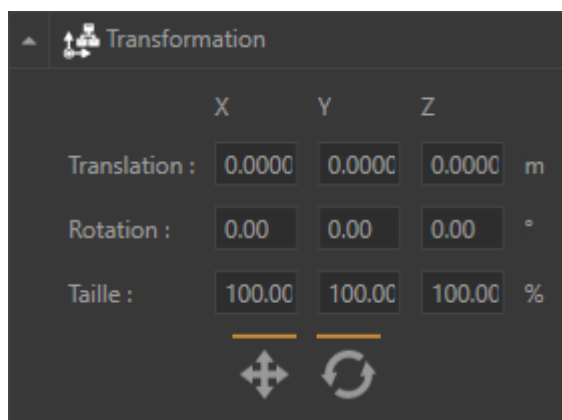 Transformation
X Y Z
Translation : 0.0000 0.0000 0.0000 m
Rotation : 0.00 0.00 0.00 °
Taille : 100.00 100.00 100.00 %